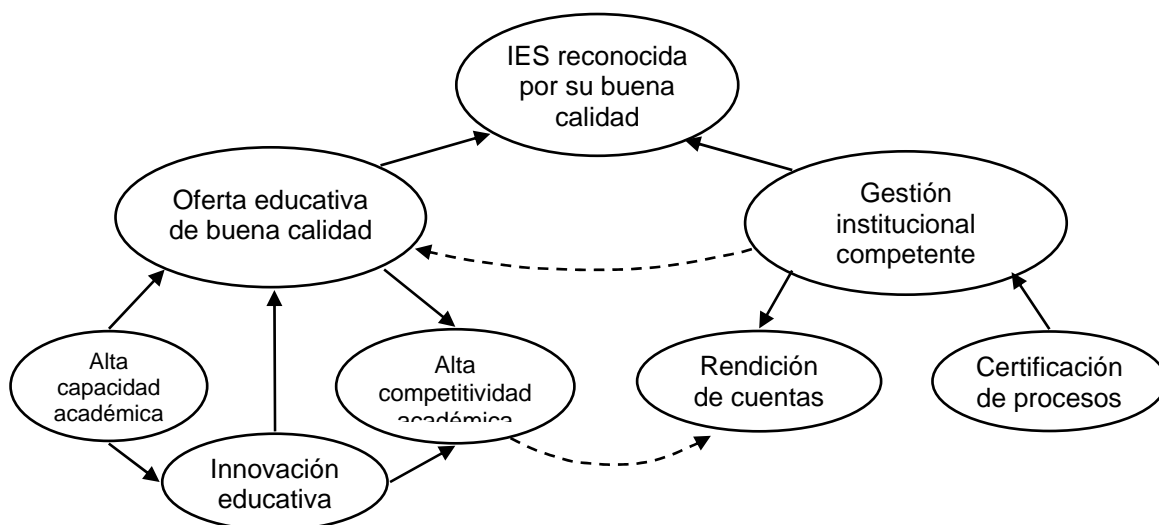 IES reconocida
por su buena
calidad
Oferta educativa
de buena calidad
Gestión
institucional
competente
Alta
capacidad
académica
Alta
competitividad
académica
Rendición
de cuentas
Certificación
de procesos
Innovación
educativa